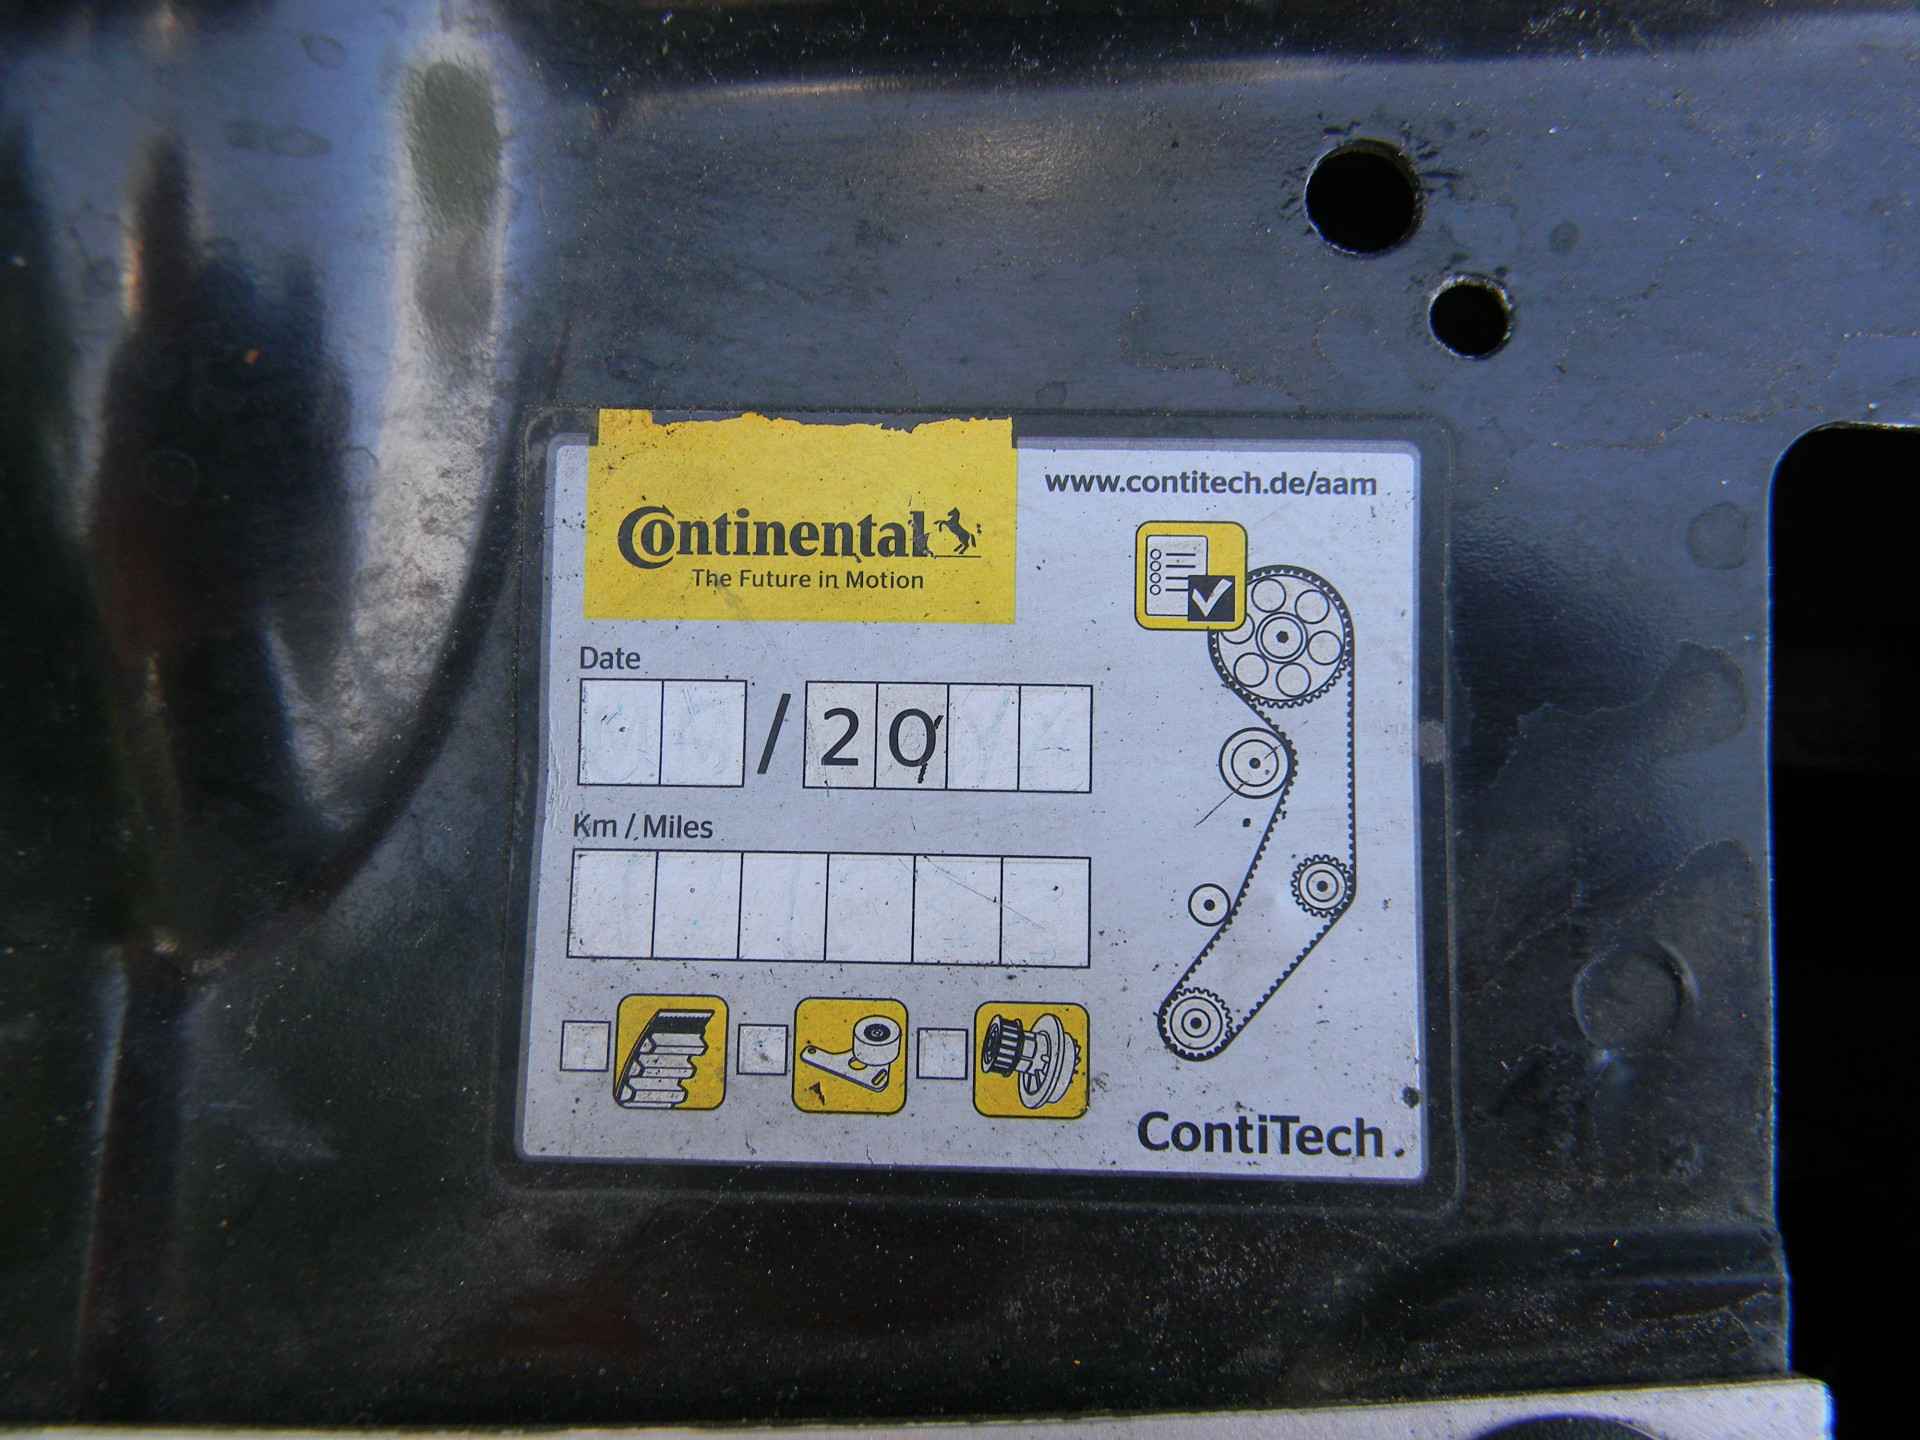 Continental
The Future in Motion
www.contitech.de/aam
Date
/ 20
Km / Miles
ContiTech